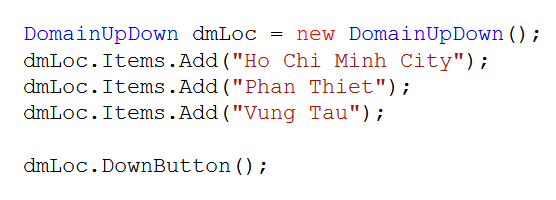 DomainUpDown dmLoc = new DomainUpDown();
dmLoc.Items.Add("Ho Chi Minh City");
dmLoc.Items.Add("Phan Thiet");
dmLoc.Items.Add("Vung Tau");
dmLoc.DownButton();